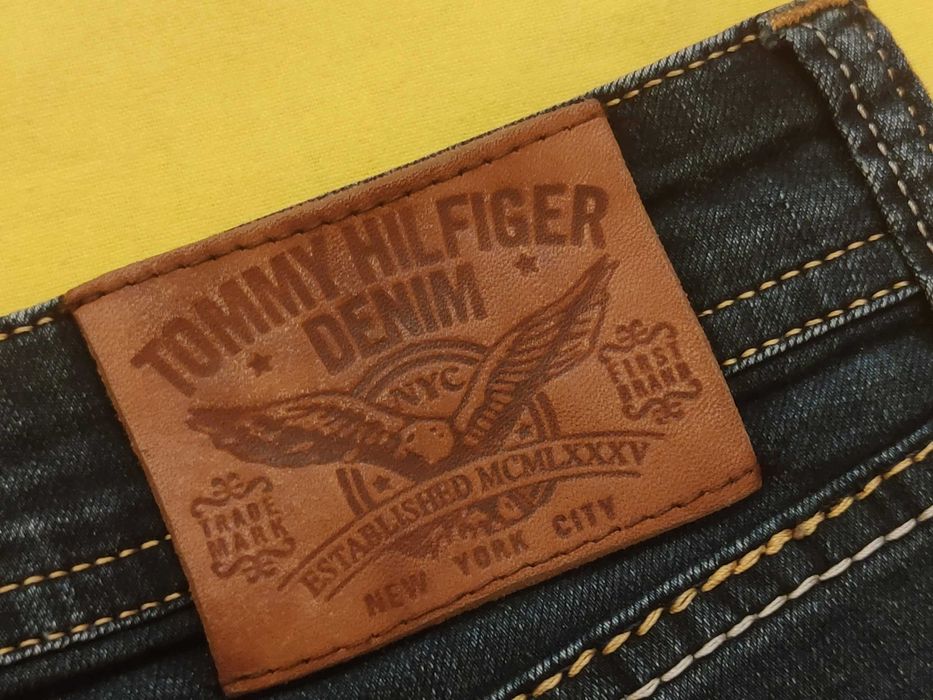 TOMMY HILFIGER
DENIM
NYC
FIRST
BRAND
TRADE
MARK
ESTABLISHED MCMLXXXV
NEW YORK CITY